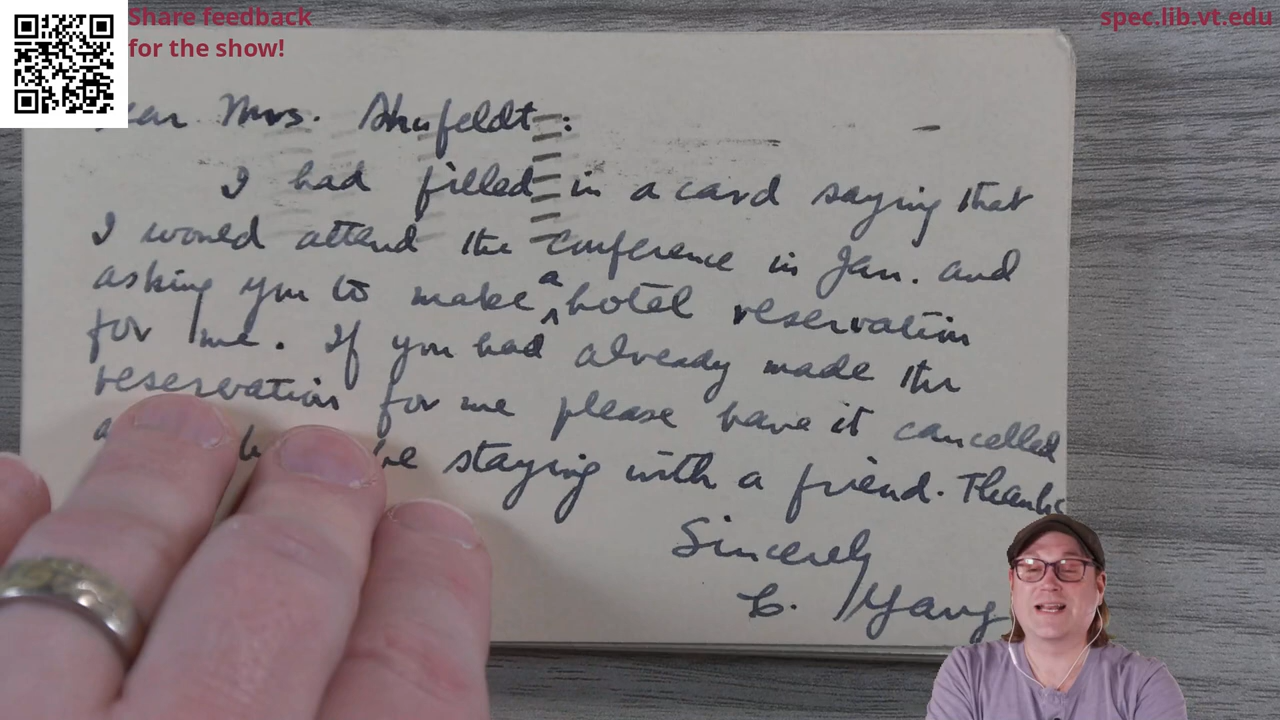 Share feedback
for the show!
spec.lib.vt.edu
ear Mrs. Shufeldt :
I had filled in a card saying that
I would attend the conference in Jan. and
asking you to make a hotel reservation
for me. If you had already made the
reservation for me please have it cancelled
be staying with a friend. Thanks
Sincerely
Yang